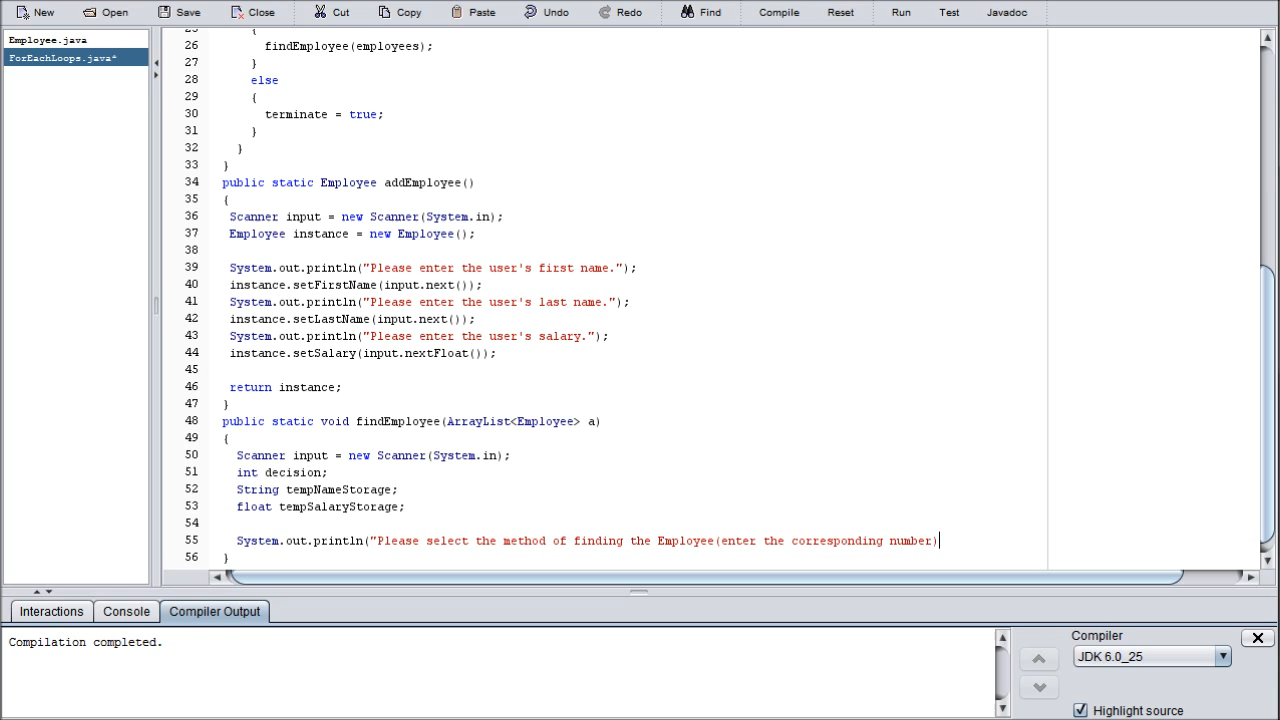 New Open Save Close Cut Copy Paste Undo Redo Find Compile Reset Run Test Javadoc
Employee.java
ForEachLoops.java*
25 {
26 findEmployee(employees);
27 }
28 else
29 {
30 terminate = true;
31 }
32 }
33 }
34 public static Employee addEmployee()
35 {
36 Scanner input = new Scanner(System.in);
37 Employee instance = new Employee();
38
39 System.out.println("Please enter the user's first name.");
40 instance.setFirstName(input.next());
41 System.out.println("Please enter the user's last name.");
42 instance.setLastName(input.next());
43 System.out.println("Please enter the user's salary.");
44 instance.setSalary(input.nextFloat());
45
46 return instance;
47 }
48 public static void findEmployee(ArrayList<Employee> a)
49 {
50 Scanner input = new Scanner(System.in);
51 int decision;
52 String tempNameStorage;
53 float tempSalaryStorage;
54
55 System.out.println("Please select the method of finding the Employee(enter the corresponding number)
56 }
Interactions Console Compiler Output
Compilation completed.
Compiler
JDK 6.0_25
Highlight source